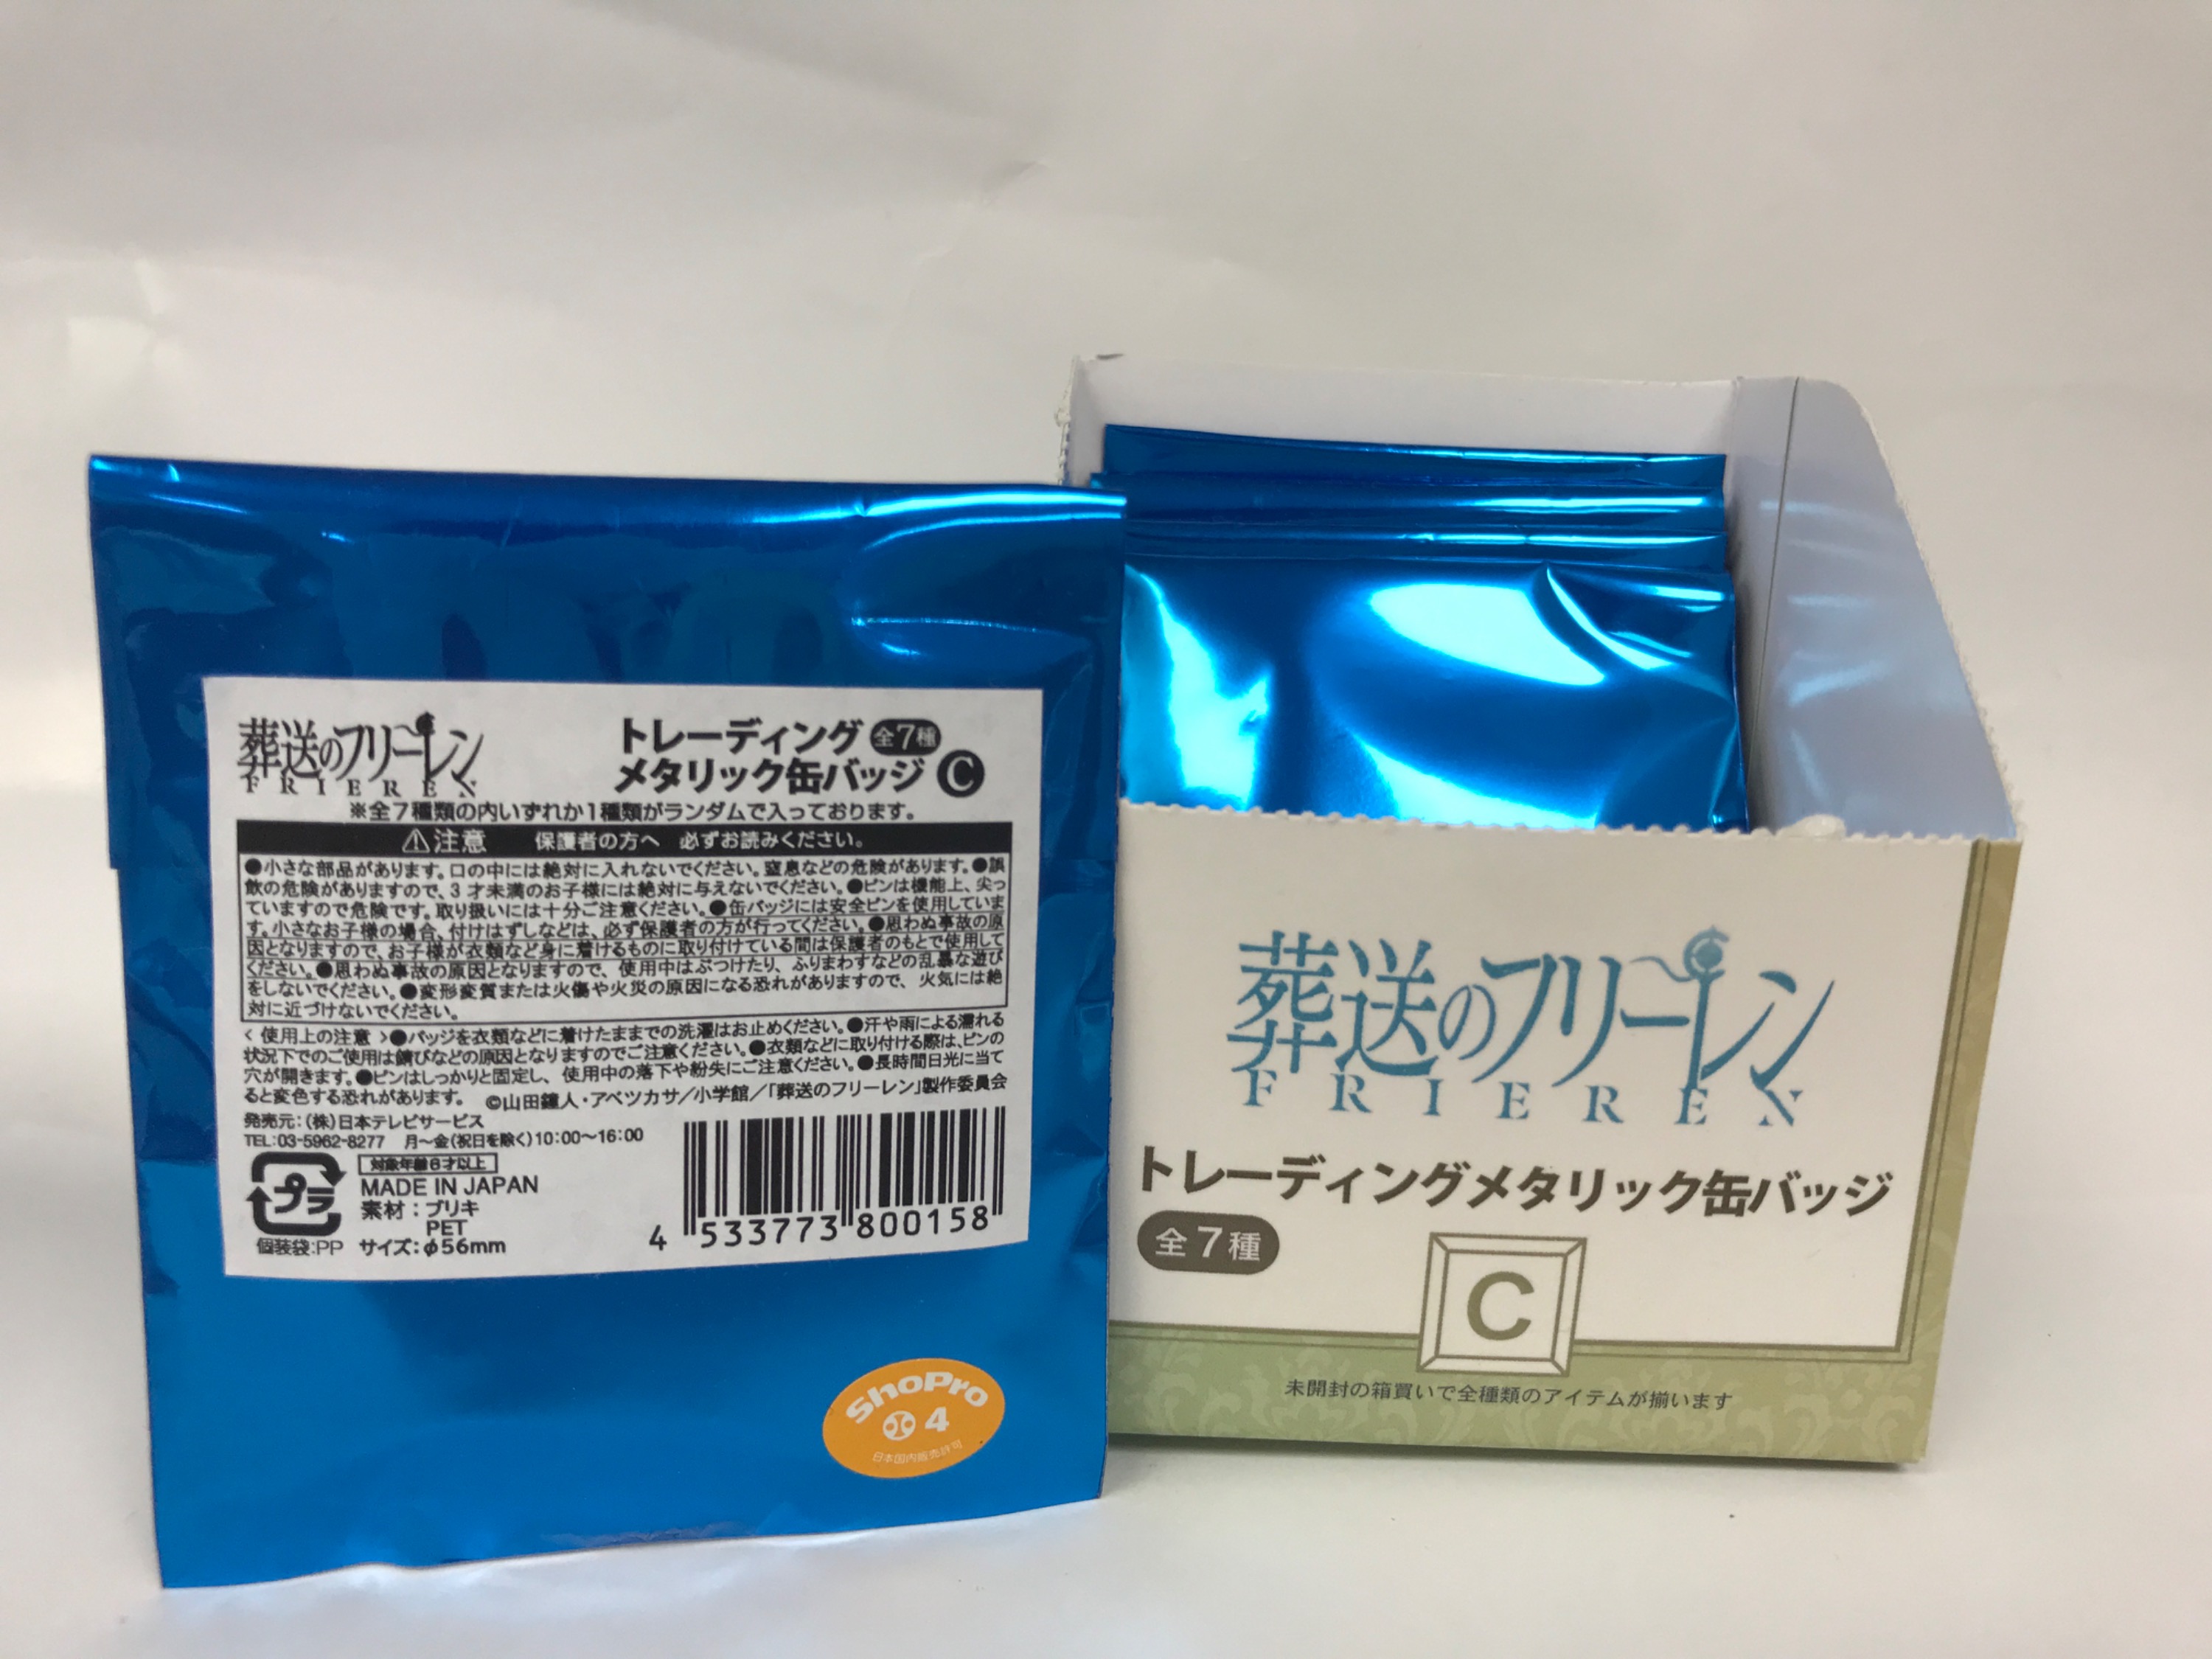 葬送のフリーレン
FRIEREN
トレーディング 全7種
メタリック缶バッジ C
※全7種類の内いずれか1種類がランダムで入っております。
⚠注意 保護者の方へ 必ずお読みください。
●小さな部品があります。口の中には絶対に入れないでください。窒息などの危険があります。●誤
飲の危険がありますので、3才未満のお子様には絶対に与えないでください。●ピンは機能上、尖っ
ていますので危険です。取り扱いには十分ご注意ください。●缶バッジには安全ピンを使用していま
す。小さなお子様の場合、付けはずしなどは、必ず保護者の方が行ってください。●思わぬ事故の原
因となりますので、お子様が衣類など身に着けるものに取り付けている間は保護者のもとで使用して
ください。●思わぬ事故の原因となりますので、使用中はぶつけたり、ふりまわすなどの乱暴な遊び
をしないでください。●変形変質または火傷や火災の原因になる恐れがありますので、火気には絶
対に近づけないでください。
〈使用上の注意〉●バッジを衣類などに着けたままでの洗濯はお止めください。●汗や雨による濡れる
状況下でのご使用は錆びなどの原因となりますのでご注意ください。●衣類などに取り付ける際は、ピンの
穴が開きます。●ピンはしっかりと固定し、使用中の落下や紛失にご注意ください。●長時間日光に当て
ると変色する恐れがあります。 ©山田鐘人・アベツカサ/小学館/「葬送のフリーレン」製作委員会
発売元:(株)日本テレビサービス
TEL:03-5962-8277 月〜金(祝日を除く)10:00〜16:00
対象年齢6才以上
プラ
MADE IN JAPAN
素材:ブリキ
PET
個装袋:PP サイズ:φ56mm
4 533773 800158
ShoPro
4
日本国内販売許可
葬送のフリーレン
FRIEREN
トレーディングメタリック缶バッジ
全7種
C
未開封の箱買いで全種類のアイテムが揃います